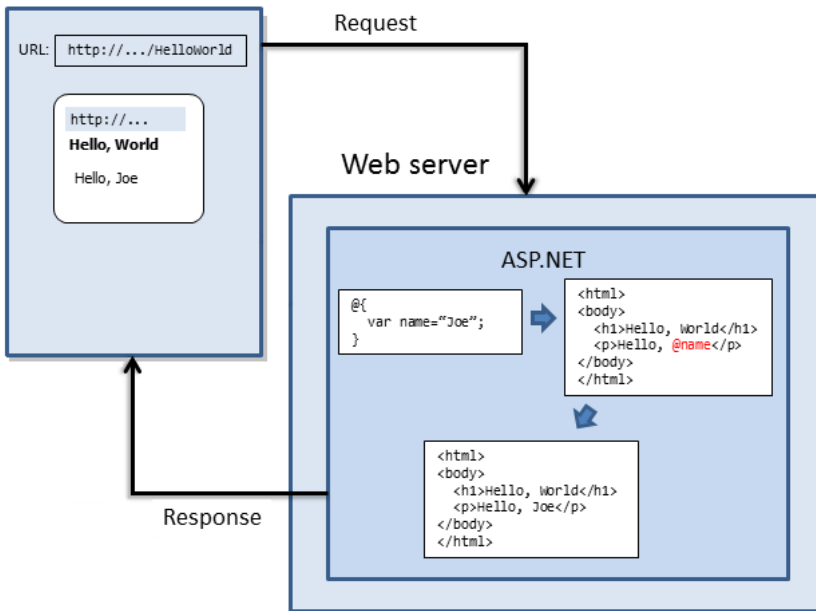 Request
URL: http://.../HelloWorld
http://...
Hello, World
Hello, Joe
Web server
ASP.NET
@{
var name=“Joe”;
}
<html>
<body>
<h1>Hello, World</h1>
<p>Hello, @name</p>
</body>
</html>
<html>
<body>
<h1>Hello, World</h1>
<p>Hello, Joe</p>
</body>
</html>
Response